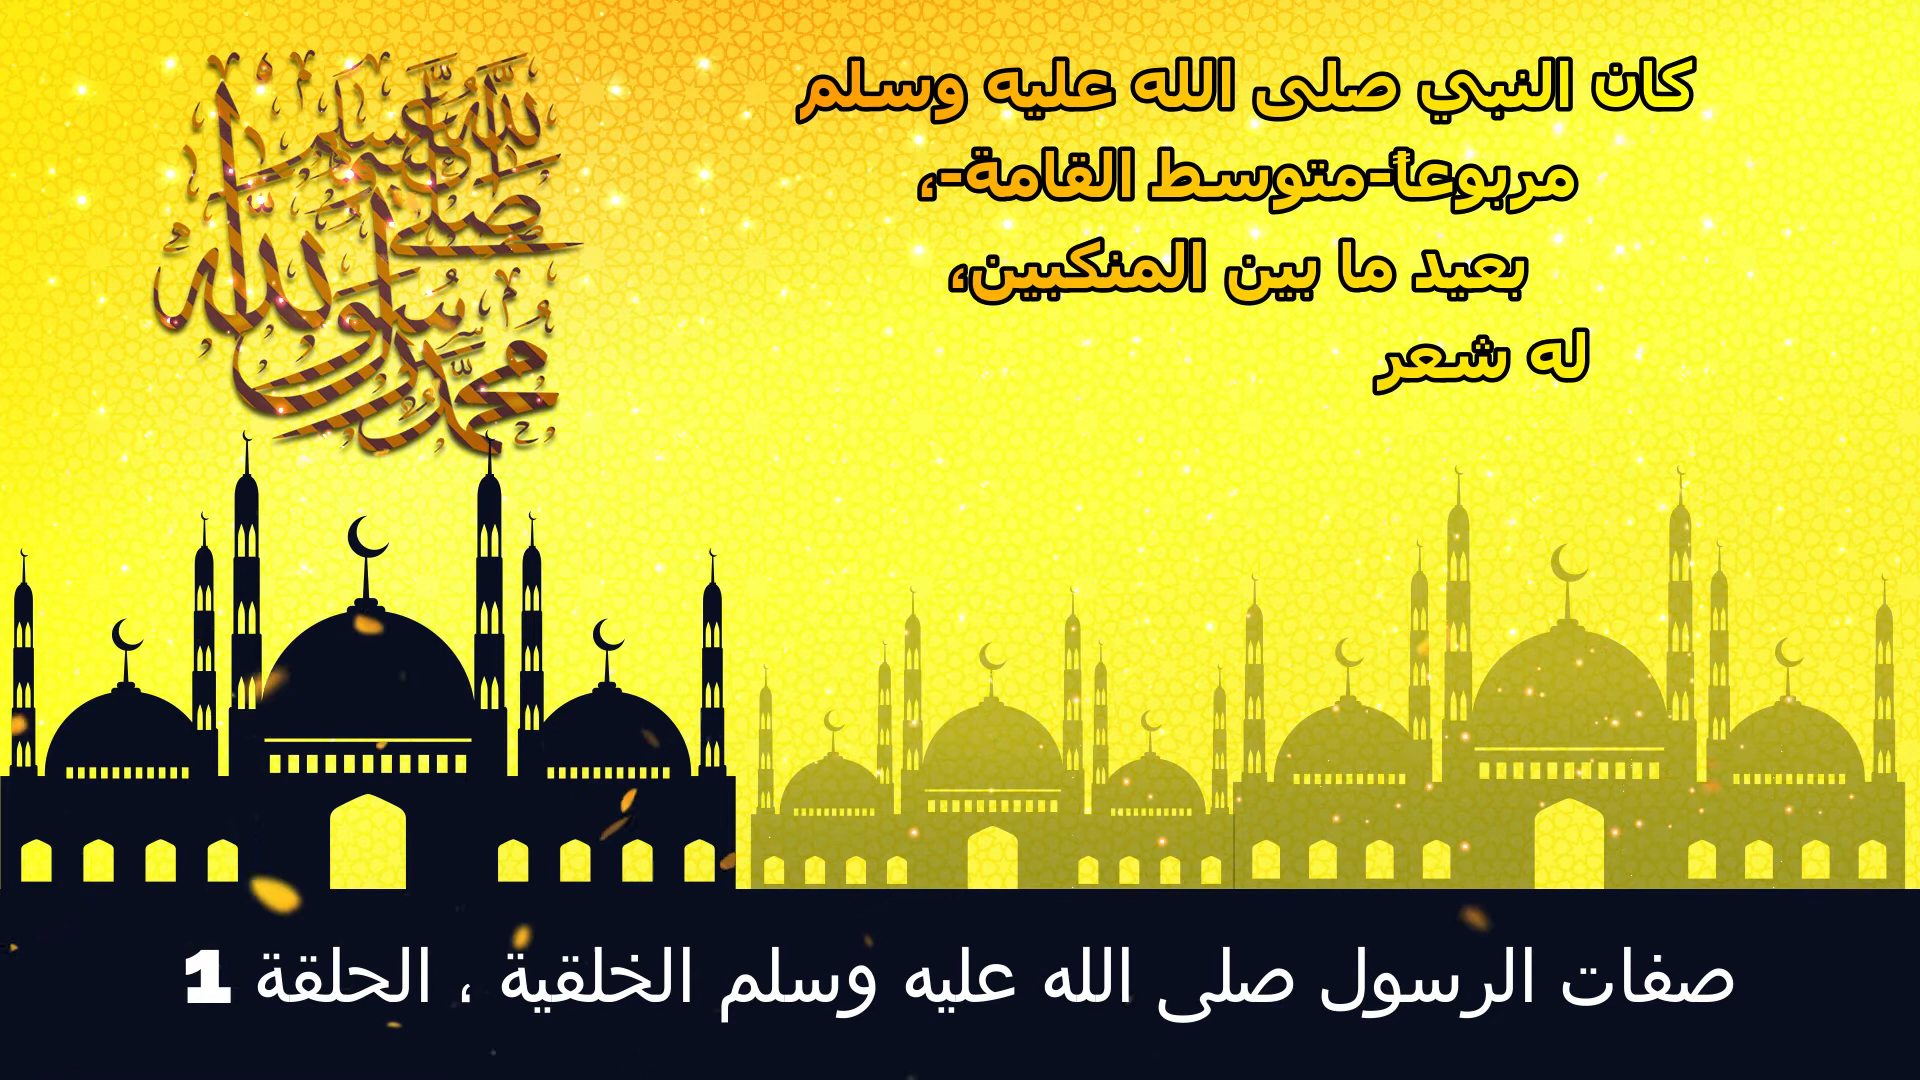 كان النبي صلى الله عليه وسلم
مربوعاً-متوسط القامة-،
بعيد ما بين المنكبين،
له شعر
محمد رسول الله
صلى الله عليه وسلم
صفات الرسول صلى الله عليه وسلم الخلقية ، الحلقة 1